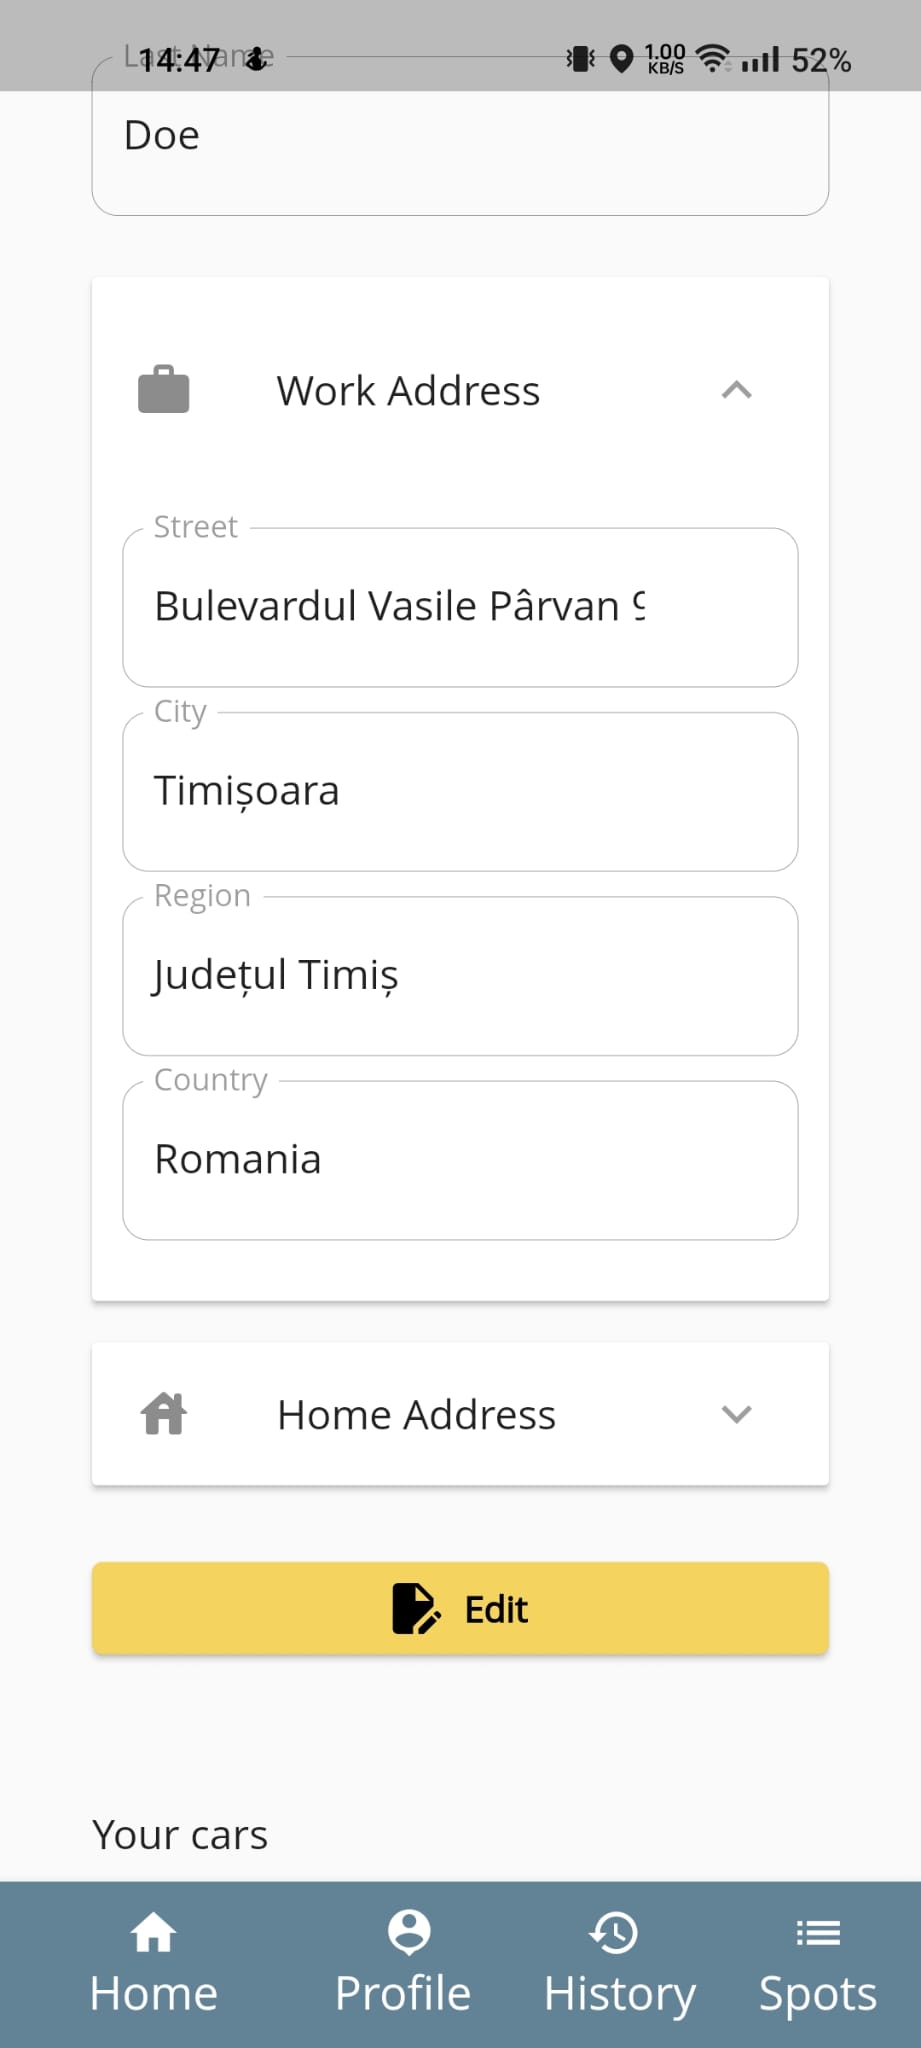 Last Name
14:47
1.00
KB/S
52%
Doe
Work Address
Street
Bulevardul Vasile Pârvan
City
Timișoara
Region
Județul Timiș
Country
Romania
Home Address
Edit
Your cars
Home Profile History Spots